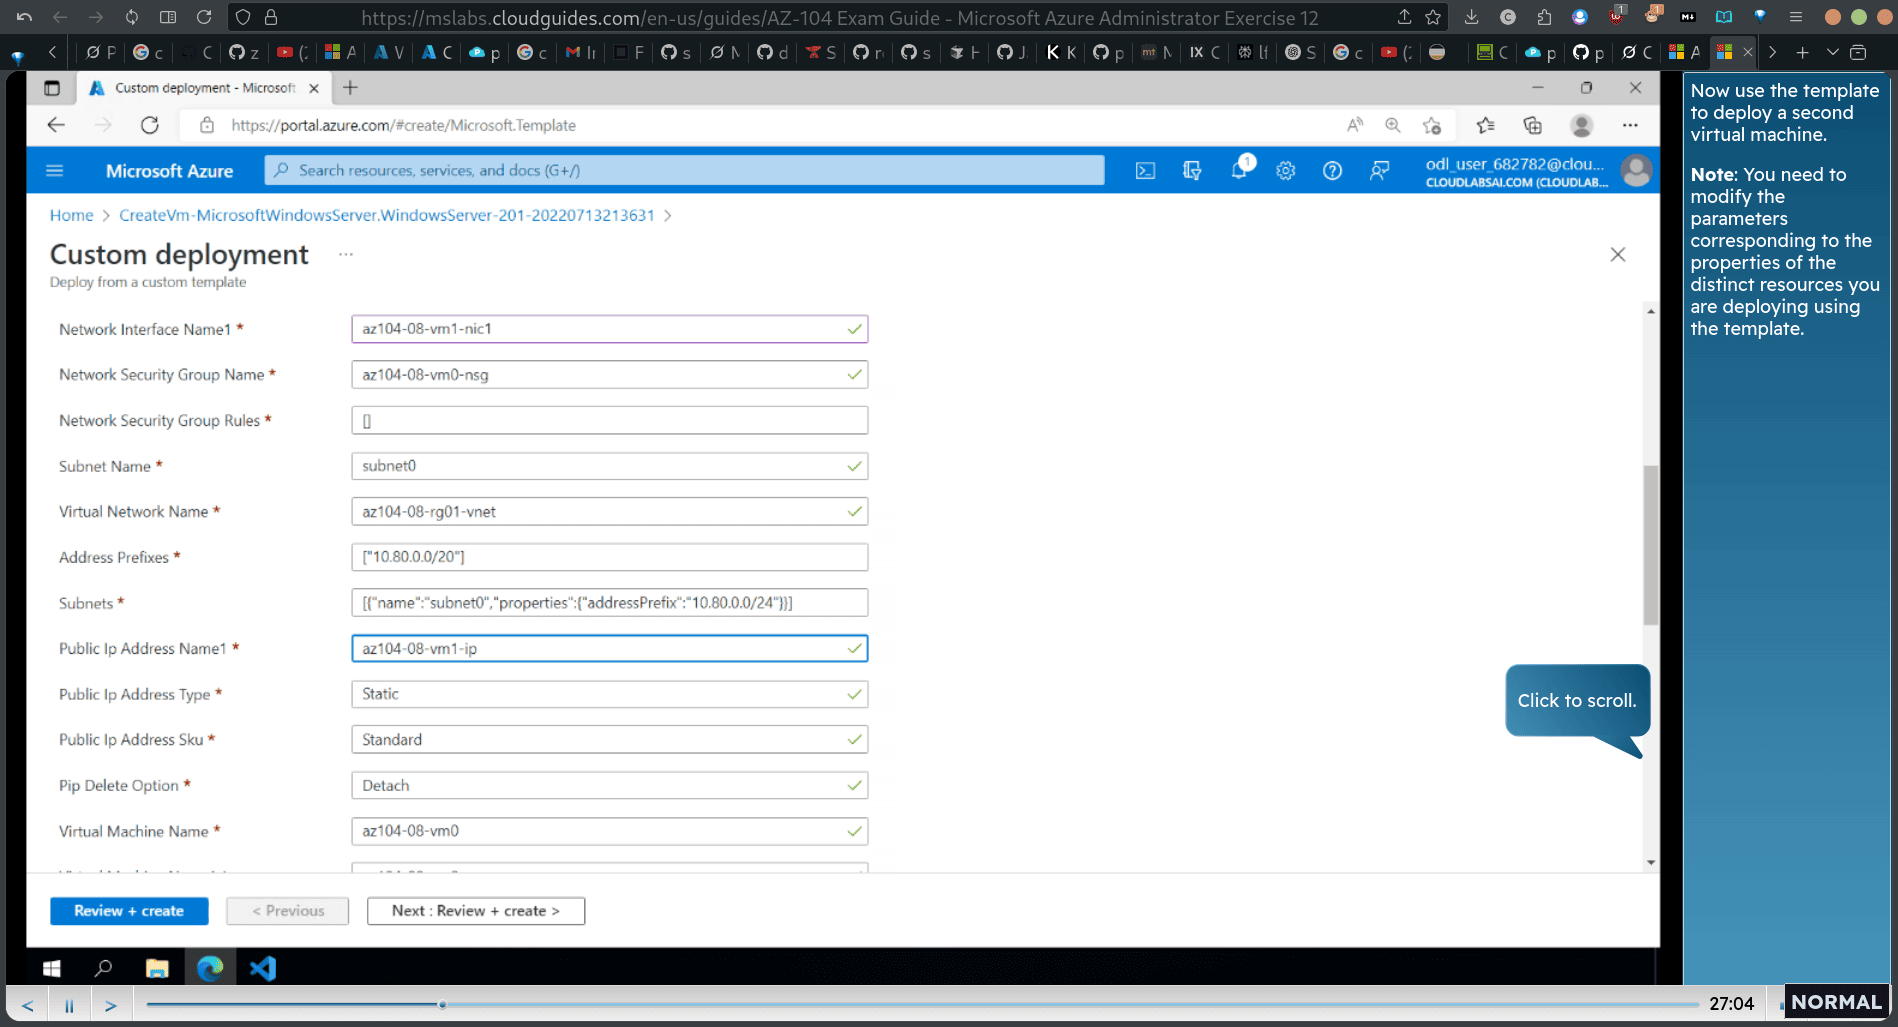 https://mslabs.cloudguides.com/en-us/guides/AZ-104 Exam Guide - Microsoft Azure Administrator Exercise 12
Custom deployment - Microsoft
https://portal.azure.com/#create/Microsoft.Template
Microsoft Azure
Search resources, services, and docs (G+/)
1
odl_user_682782@clou...
CLOUDLABSAI.COM (CLOUDLAB...
Home > CreateVm-MicrosoftWindowsServer.WindowsServer-201-20220713213631 >
Custom deployment ...
Deploy from a custom template
Network Interface Name1 * az104-08-vm1-nic1
Network Security Group Name * az104-08-vm0-nsg
Network Security Group Rules * []
Subnet Name * subnet0
Virtual Network Name * az104-08-rg01-vnet
Address Prefixes * ["10.80.0.0/20"]
Subnets * [{"name":"subnet0","properties":{"addressPrefix":"10.80.0.0/24"}}]
Public Ip Address Name1 * az104-08-vm1-ip
Public Ip Address Type * Static
Public Ip Address Sku * Standard
Pip Delete Option * Detach
Virtual Machine Name * az104-08-vm0
Review + create
< Previous
Next : Review + create >
Click to scroll.
Now use the template
to deploy a second
virtual machine.
Note: You need to
modify the
parameters
corresponding to the
properties of the
distinct resources you
are deploying using
the template.
27:04
NORMAL